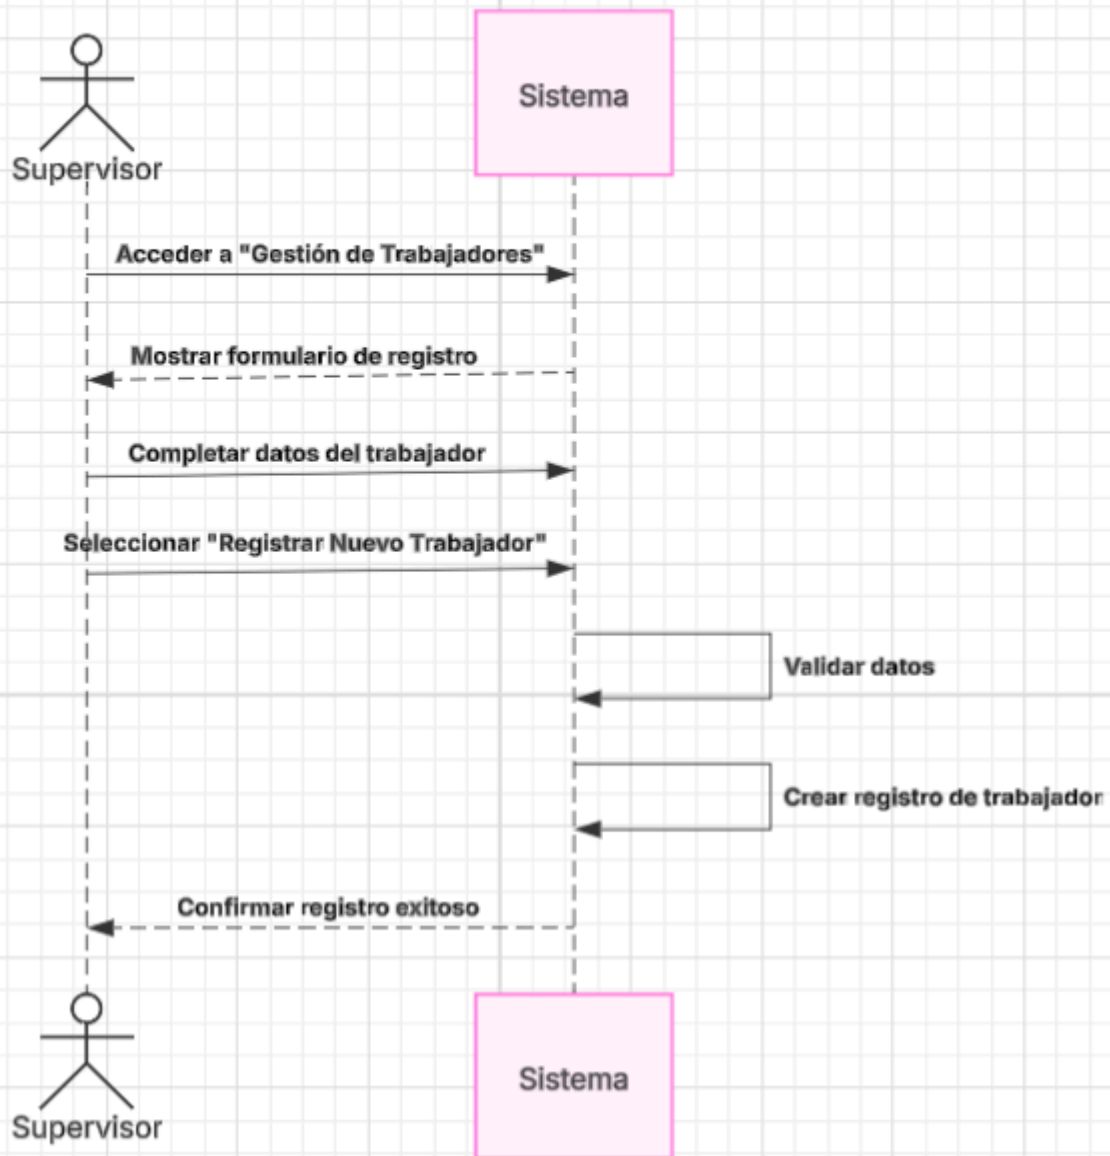 Sistema
Supervisor
Acceder a "Gestión de Trabajadores"
Mostrar formulario de registro
Completar datos del trabajador
Seleccionar "Registrar Nuevo Trabajador"
Validar datos
Crear registro de trabajador
Confirmar registro exitoso
Sistema
Supervisor